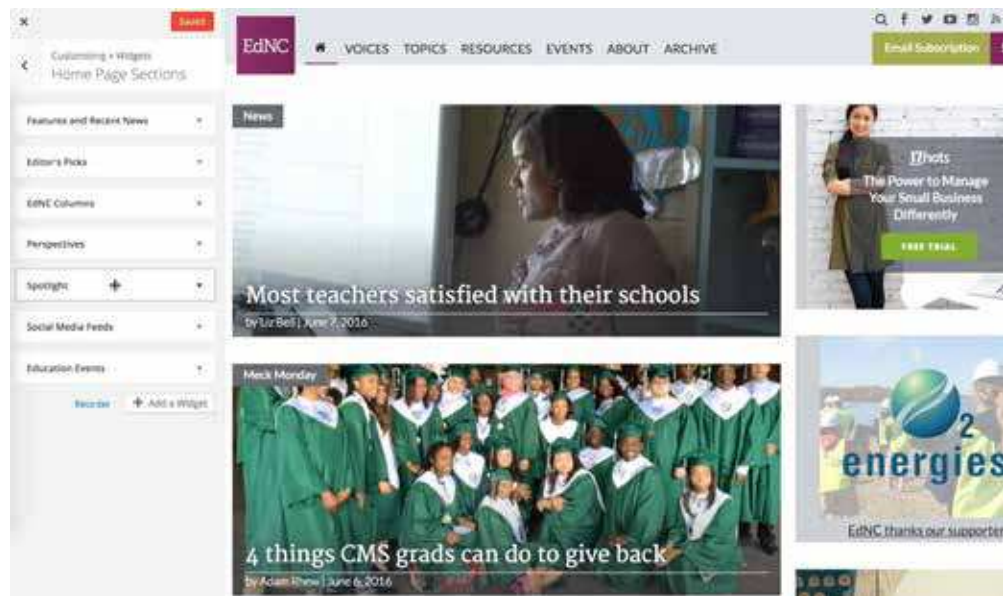 Saved
Customizing ▸ Widgets
Home Page Sections
Features and Recent News
Editor's Picks
EdNC Columns
Perspectives
Spotlight
Social Media Feeds
Education Events
Reorder
Add a Widget
EdNC
VOICES TOPICS RESOURCES EVENTS ABOUT ARCHIVE
Email Subscription
News
Most teachers satisfied with their schools
by Liz Bell | June 7, 2016
Meck Monday
4 things CMS grads can do to give back
by Adam Rhew | June 6, 2016
17hats
The Power to Manage
Your Small Business
Differently
FREE TRIAL
O2
energies
EdNC thanks our supporter